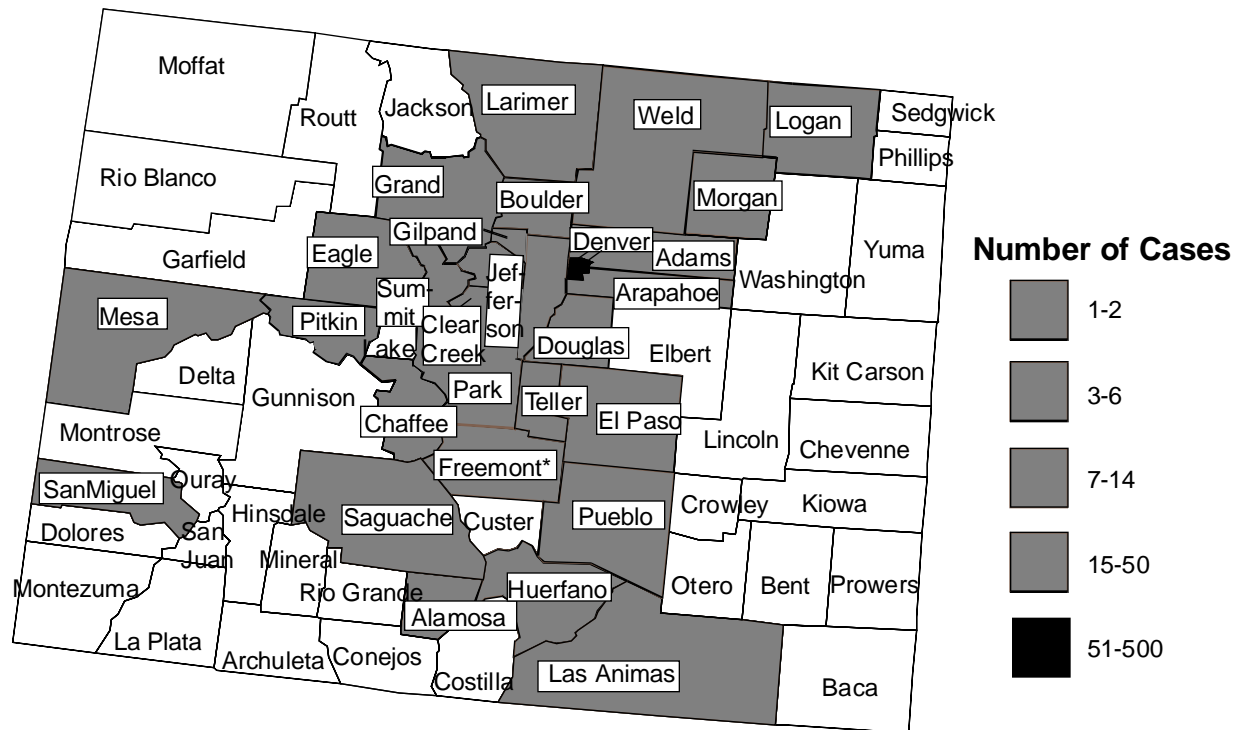 Moffat
Routt
Jackson
Larimer
Weld
Logan
Sedgwick
Phillips
Rio Blanco
Grand
Boulder
Morgan
Garfield
Eagle
Gilpand
Denver
Adams
Washington
Yuma
Number of Cases
1-2
3-6
7-14
15-50
51-500
Mesa
Pitkin
Sum-
mit
Jef-
fer-
son
Arapahoe
Clear
Creek
ake
Douglas
Elbert
Kit Carson
Delta
Gunnison
Park
Teller
El Paso
Chaffee
Lincoln
Chevenne
Montrose
Freemont*
SanMiguel
Ouray
Hinsdale
Saguache
Custer
Pueblo
Crowley
Kiowa
Dolores
San
Juan
Mineral
Rio Grande
Huerfano
Otero
Bent
Prowers
Montezuma
La Plata
Alamosa
Archuleta
Conejos
Costilla
Las Animas
Baca